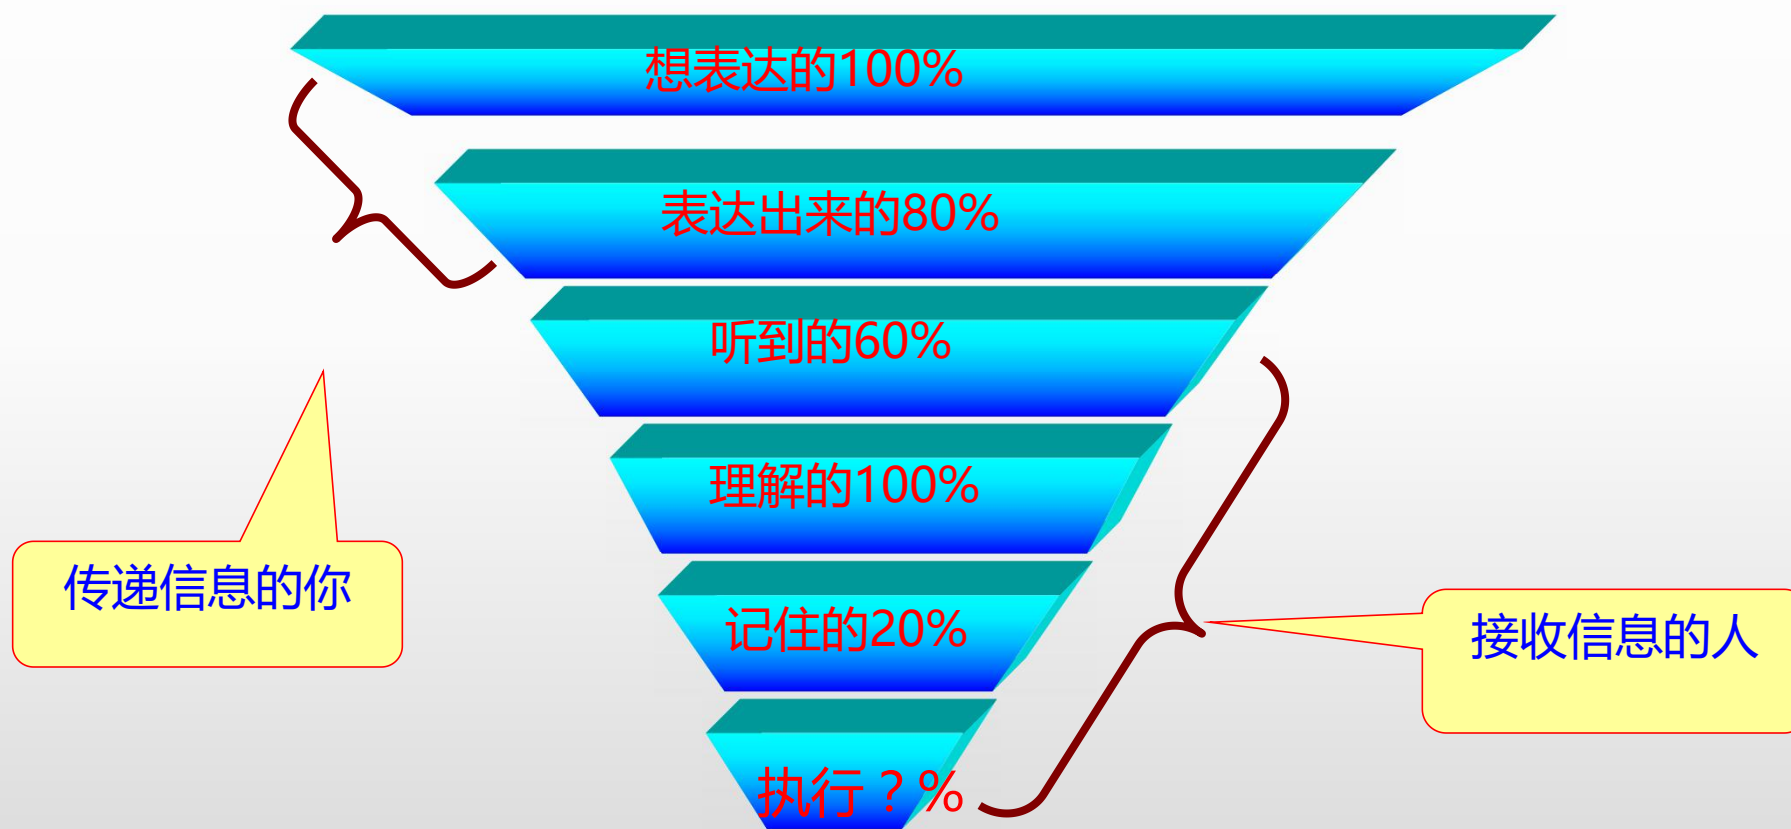 想表达的100%
表达出来的80%
听到的60%
理解的100%
传递信息的你
记住的20%
接收信息的人
执行？%